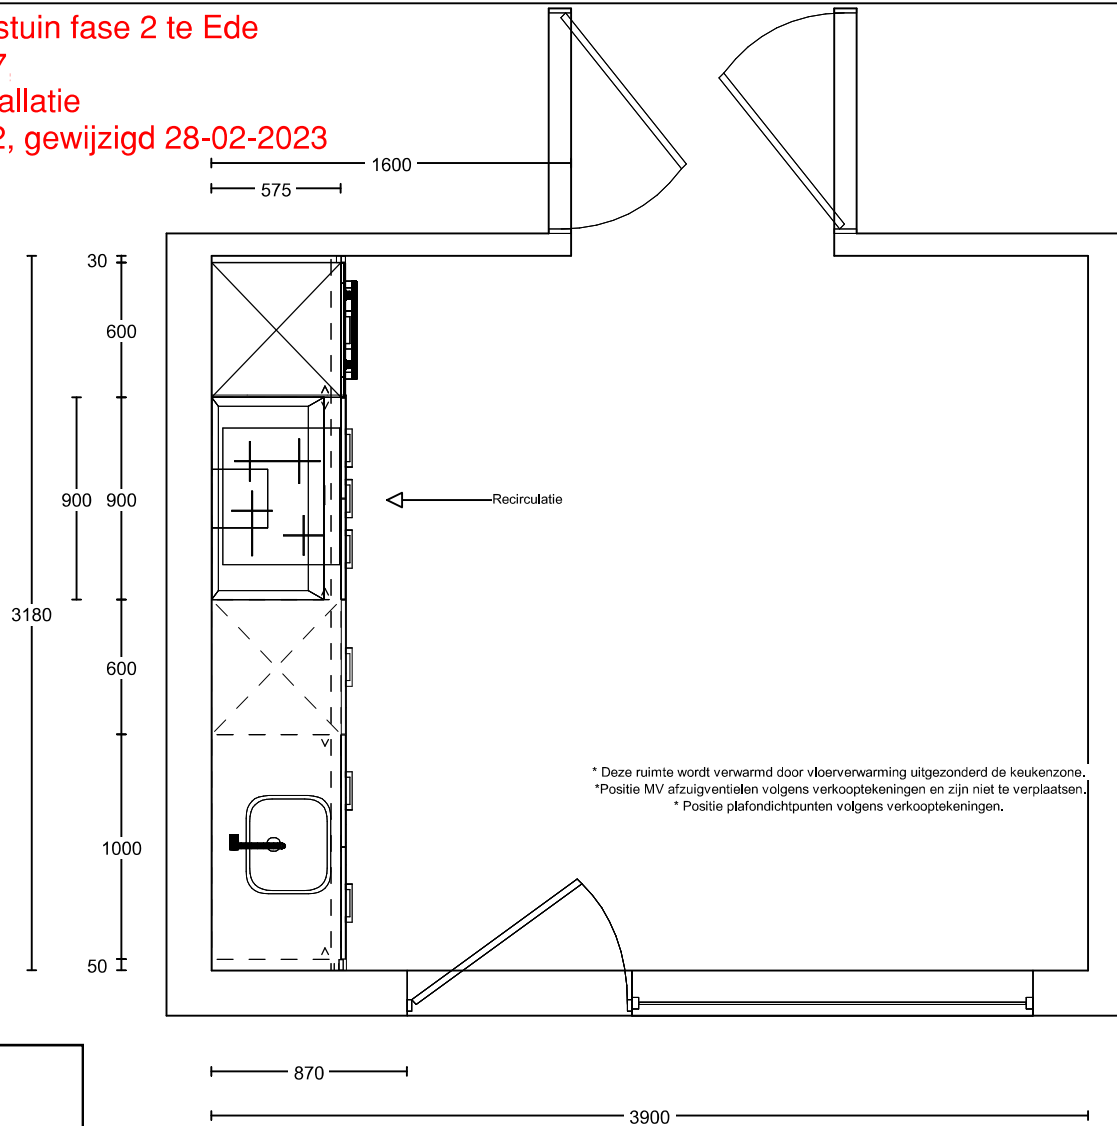 stuin fase 2 te Ede
allatie
2, gewijzigd 28-02-2023
1600
575
30
600
900 900
Recirculatie
3180
600
* Deze ruimte wordt verwarmd door vloerverwarming uitgezonderd de keukenzone.
*Positie MV afzuigventielen volgens verkooptekeningen en zijn niet te verplaatsen.
* Positie plafondichtpunten volgens verkooptekeningen.
1000
50
870
3900